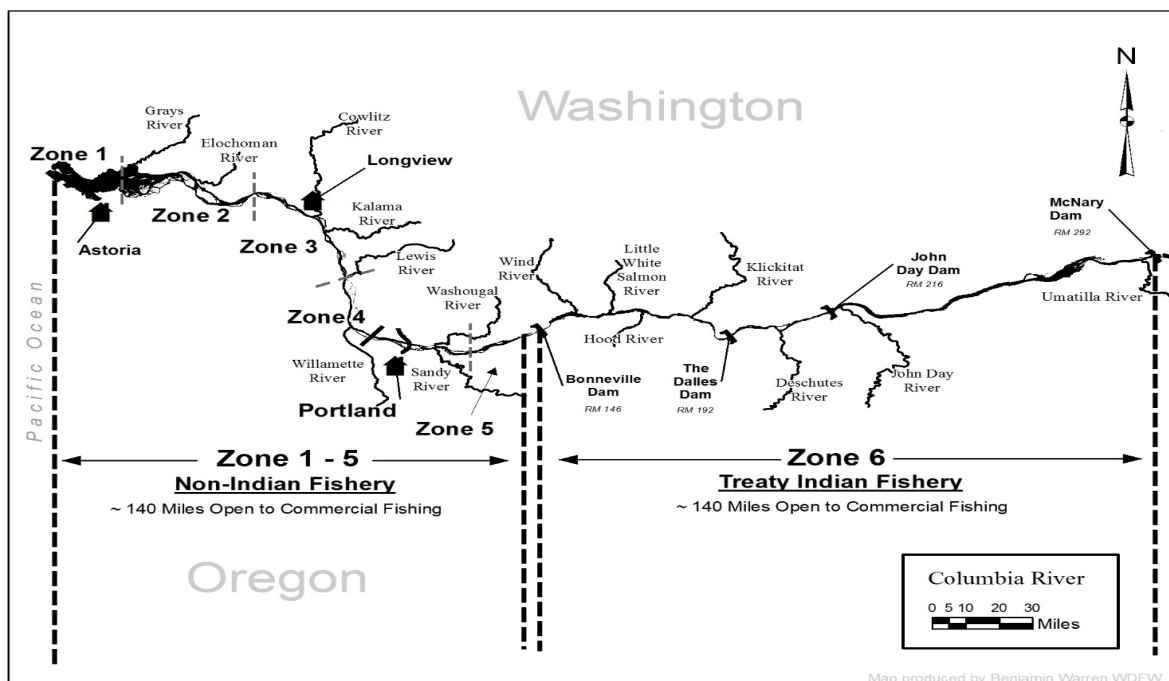 Washington
N
Grays
River
Elochoman
River
Cowlitz
River
Zone 1
Longview
Zone 2
Kalama
River
Astoria
Zone 3
Lewis
River
Washougal
River
Wind
River
Little
White
Salmon
River
Klickitat
River
John
Day Dam
RM 216
McNary
Dam
RM 292
Umatilla River
Zone 4
Willamette
River
Portland
Sandy
River
Zone 5
Hood River
Bonneville
Dam
RM 146
The
Dalles
Dam
RM 192
Deschutes
River
John Day
River
Pacific Ocean
Zone 1 - 5
Non-Indian Fishery
~ 140 Miles Open to Commercial Fishing
Zone 6
Treaty Indian Fishery
~ 140 Miles Open to Commercial Fishing
Oregon
Columbia River
0 5 10 20 30
Miles
Map produced by Benjamin Warren WDFW